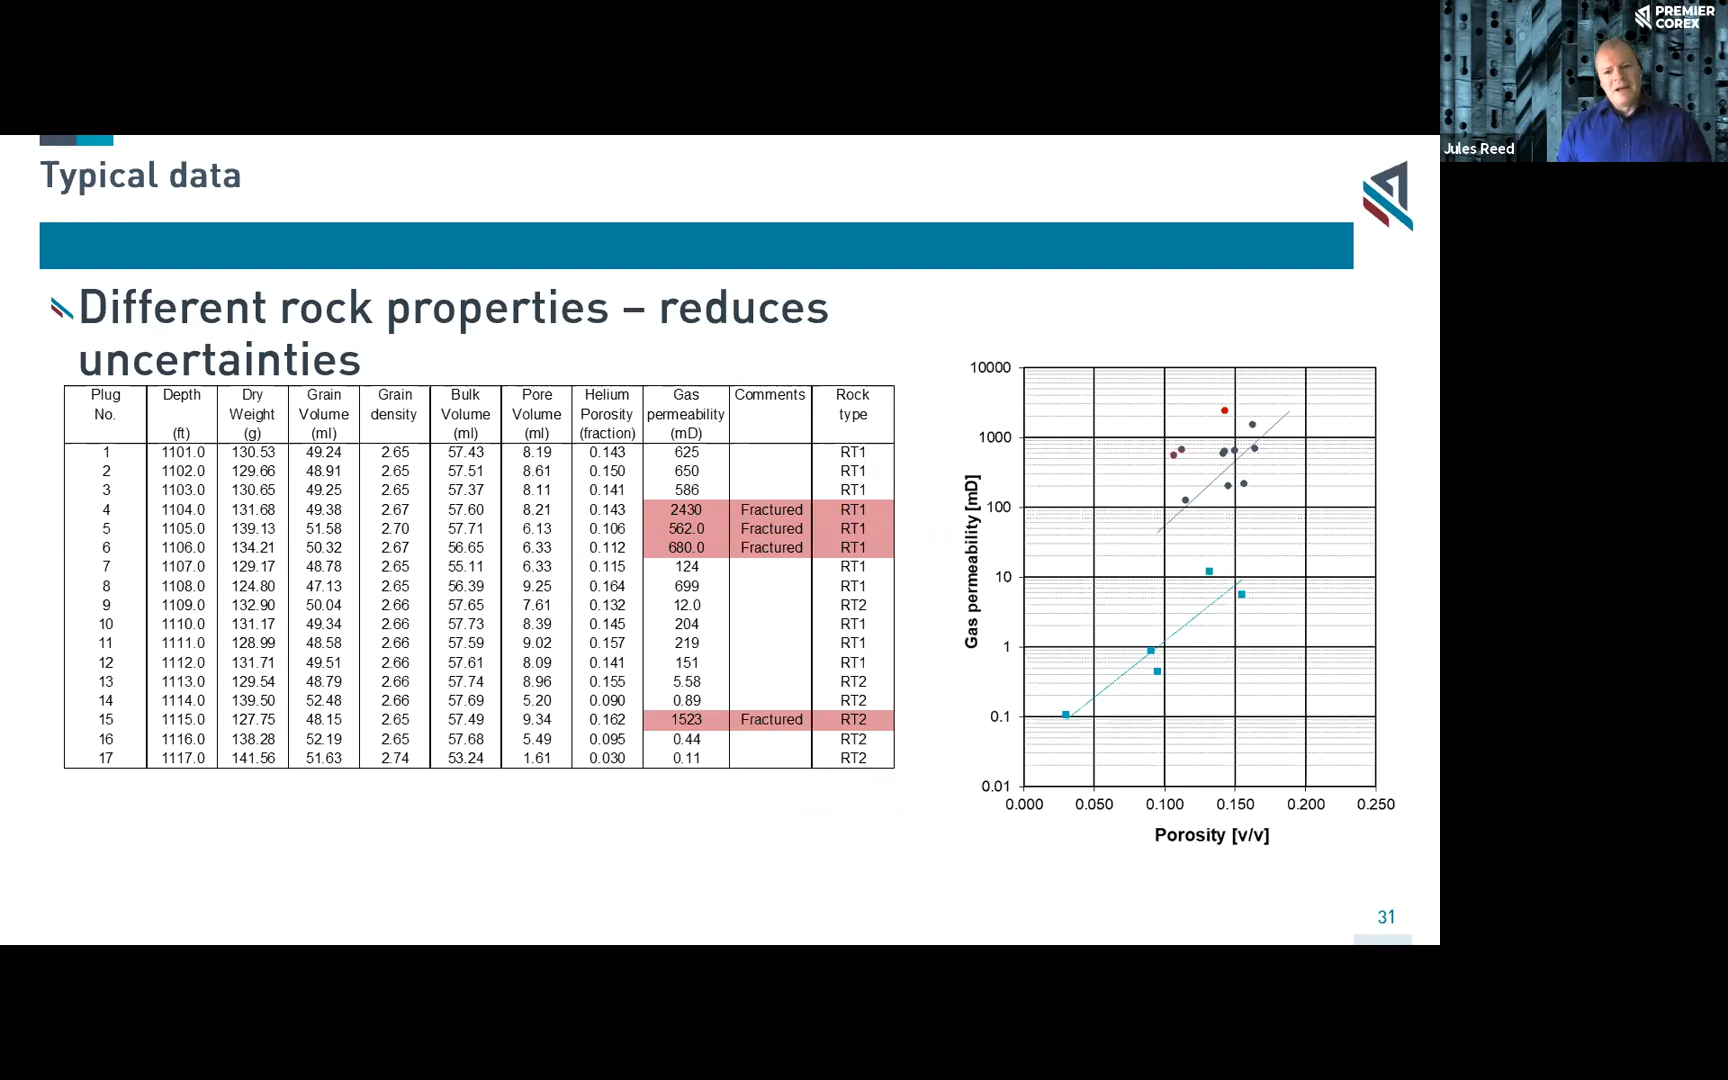 PREMIER
COREX
Jules Reed
Typical data
Different rock properties – reduces
uncertainties
Plug No. Depth (ft) Dry Weight (g) Grain Volume (ml) Grain density Bulk Volume (ml) Pore Volume (ml) Helium Porosity (fraction) Gas permeability (mD) Comments Rock type
1 1101.0 130.53 49.24 2.65 57.43 8.19 0.143 625 RT1
2 1102.0 129.66 48.91 2.65 57.51 8.61 0.150 650 RT1
3 1103.0 130.65 49.25 2.65 57.37 8.11 0.141 586 RT1
4 1104.0 131.68 49.38 2.67 57.60 8.21 0.143 2430 Fractured RT1
5 1105.0 139.13 51.58 2.70 57.71 6.13 0.106 562.0 Fractured RT1
6 1106.0 134.21 50.32 2.67 56.65 6.33 0.112 680.0 Fractured RT1
7 1107.0 129.17 48.78 2.65 55.11 6.33 0.115 124 RT1
8 1108.0 124.80 47.13 2.65 56.39 9.25 0.164 699 RT1
9 1109.0 132.90 50.04 2.66 57.65 7.61 0.132 12.0 RT2
10 1110.0 131.17 49.34 2.66 57.73 8.39 0.145 204 RT1
11 1111.0 128.99 48.58 2.66 57.59 9.02 0.157 219 RT1
12 1112.0 131.71 49.51 2.66 57.61 8.09 0.141 151 RT1
13 1113.0 129.54 48.79 2.66 57.74 8.96 0.155 5.58 RT2
14 1114.0 139.50 52.48 2.66 57.69 5.20 0.090 0.89 RT2
15 1115.0 127.75 48.15 2.65 57.49 9.34 0.162 1523 Fractured RT2
16 1116.0 138.28 52.19 2.65 57.68 5.49 0.095 0.44 RT2
17 1117.0 141.56 51.63 2.74 53.24 1.61 0.030 0.11 RT2
Gas permeability [mD]
10000
1000
100
10
1
0.1
0.01
0.000 0.050 0.100 0.150 0.200 0.250
Porosity [v/v]
31